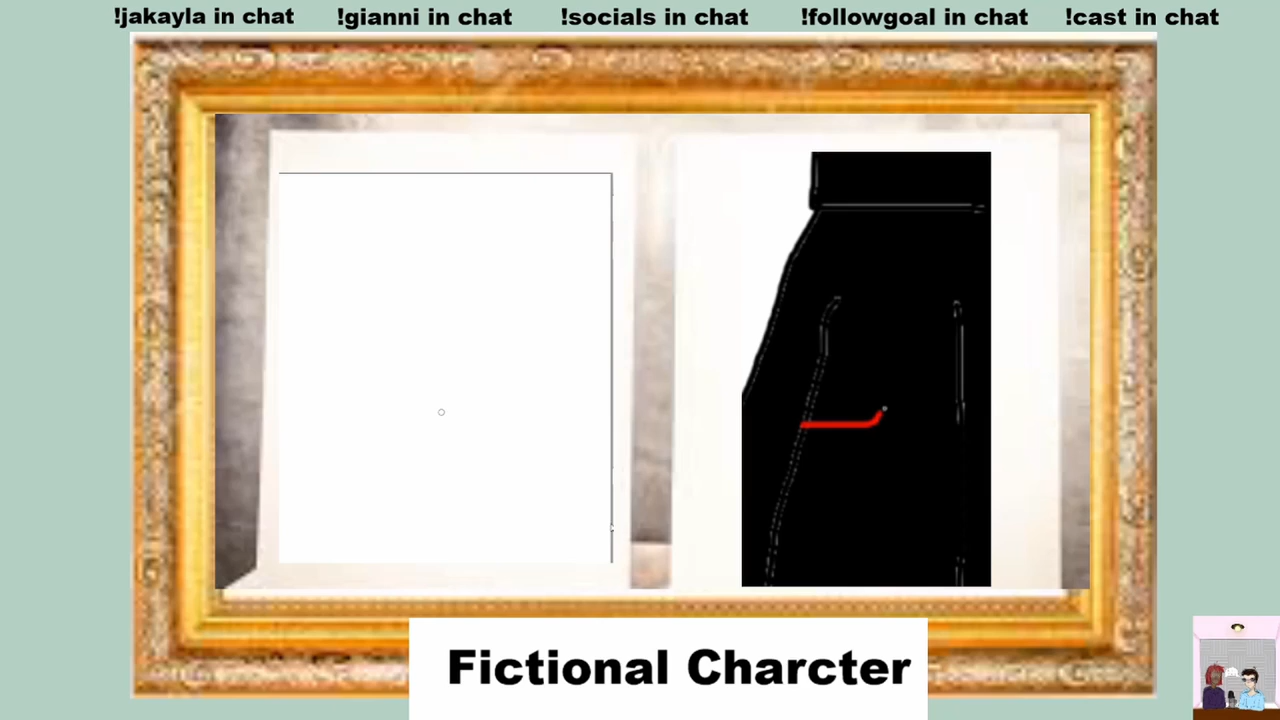 !jakayla in chat !gianni in chat !socials in chat !followgoal in chat !cast in chat
Fictional Charcter